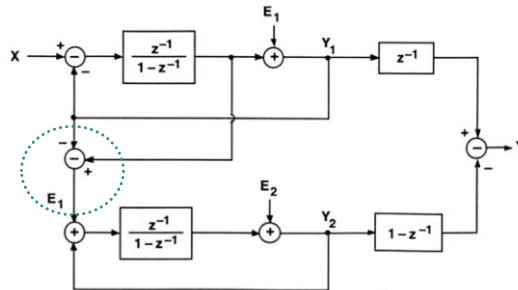 E₁
Y₁
X + − − z⁻¹ / 1−z⁻¹ + z⁻¹
−
− + + − Y
−
E₁ E₂
Y₂
+ z⁻¹ / 1−z⁻¹ + 1−z⁻¹